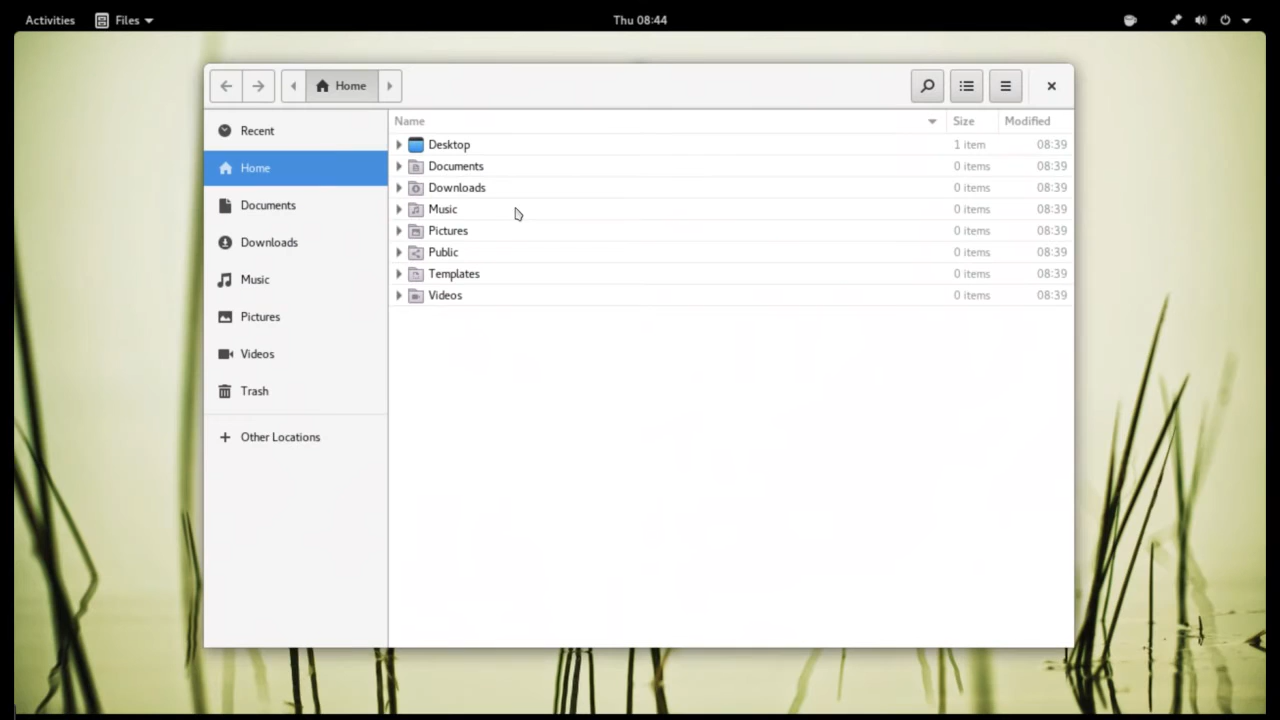 Activities Files Thu 08:44
Home
Name Size Modified
Recent
Home
Documents
Downloads
Music
Pictures
Videos
Trash
Other Locations
Desktop 1 item 08:39
Documents 0 items 08:39
Downloads 0 items 08:39
Music 0 items 08:39
Pictures 0 items 08:39
Public 0 items 08:39
Templates 0 items 08:39
Videos 0 items 08:39